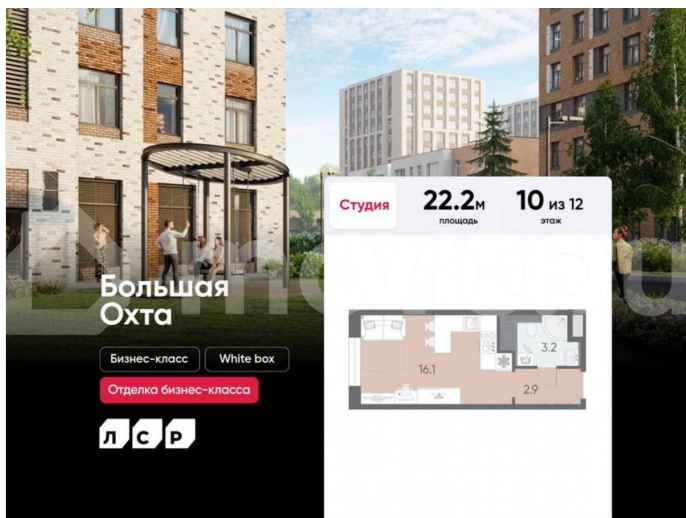 Студия
22.2м
площадь
10 из 12
этаж
Большая
Охта
Бизнес-класс
White box
Отделка бизнес-класса
ЛСР
16.1
3.2
2.9